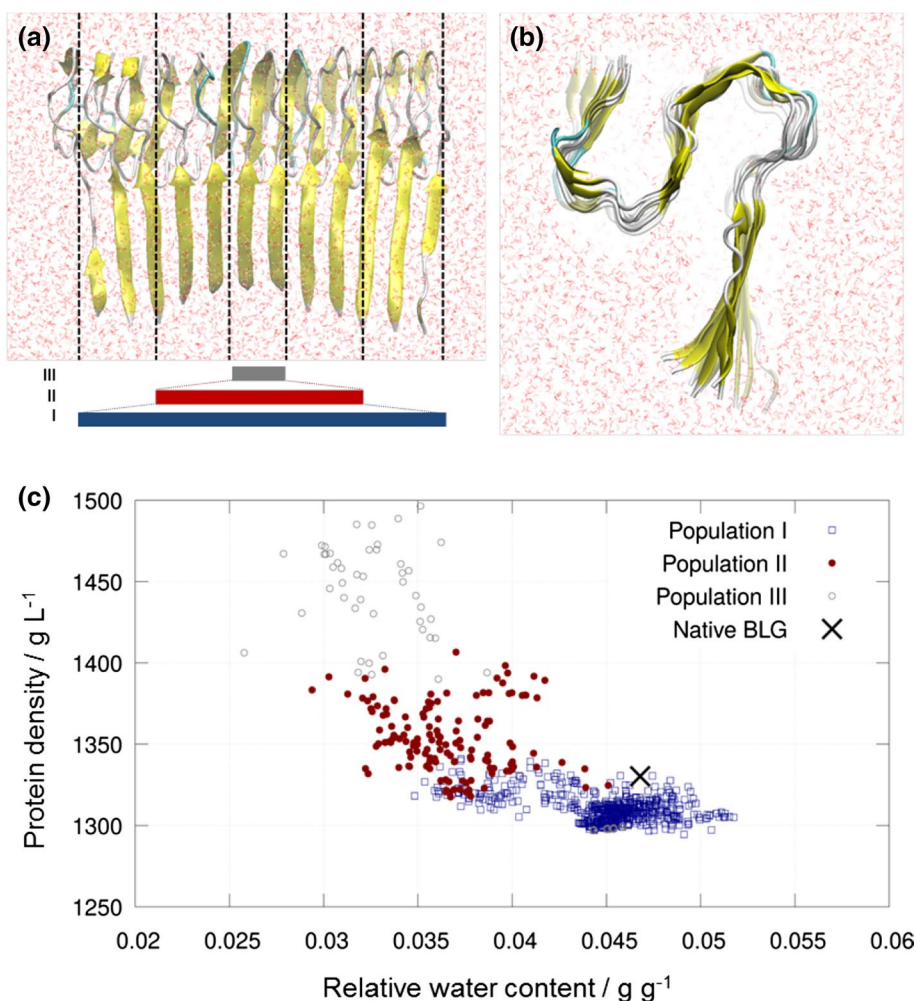 (a)
(b)
III
II
I
(c)
1500
1450
1400
1350
1300
1250
Protein density / g L⁻¹
Population I
Population II
Population III
Native BLG
0.02 0.025 0.03 0.035 0.04 0.045 0.05 0.055 0.06
Relative water content / g g⁻¹